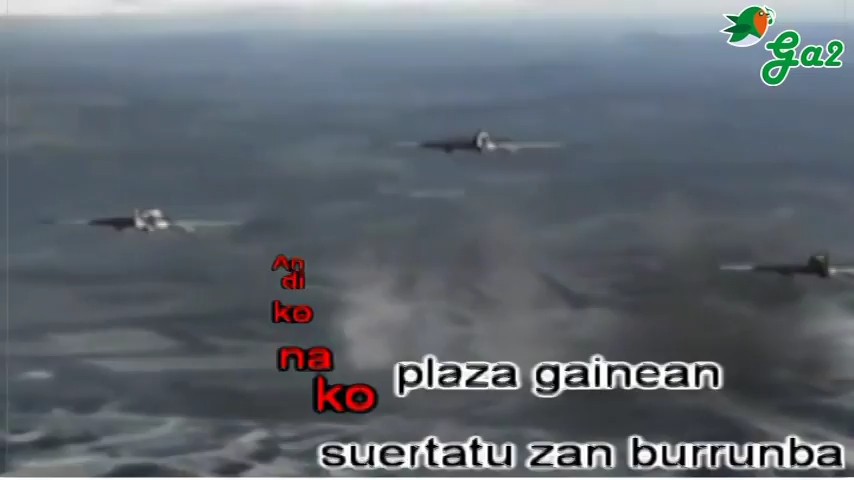 Ga2
An
di
ko
na
ko plaza gainean
suertatu zan burrunba